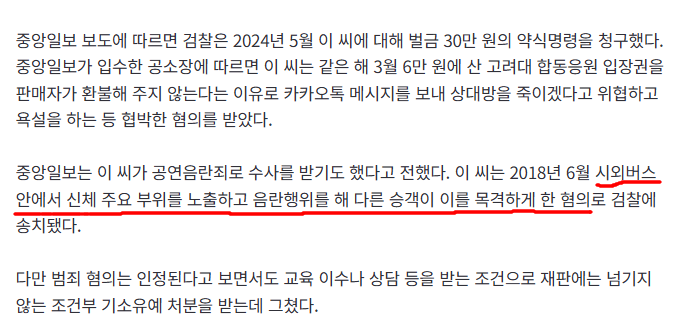 중앙일보 보도에 따르면 검찰은 2024년 5월 이 씨에 대해 벌금 30만 원의 약식명령을 청구했다.
중앙일보가 입수한 공소장에 따르면 이 씨는 같은 해 3월 6만 원에 산 고려대 합동응원 입장권을
판매자가 환불해 주지 않는다는 이유로 카카오톡 메시지를 보내 상대방을 죽이겠다고 위협하고
욕설을 하는 등 협박한 혐의를 받았다.
중앙일보는 이 씨가 공연음란죄로 수사를 받기도 했다고 전했다. 이 씨는 2018년 6월 시외버스
안에서 신체 주요 부위를 노출하고 음란행위를 해 다른 승객이 이를 목격하게 한 혐의로 검찰에
송치됐다.
다만 범죄 혐의는 인정된다고 보면서도 교육 이수나 상담 등을 받는 조건으로 재판에는 넘기지
않는 조건부 기소유예 처분을 받는데 그쳤다.